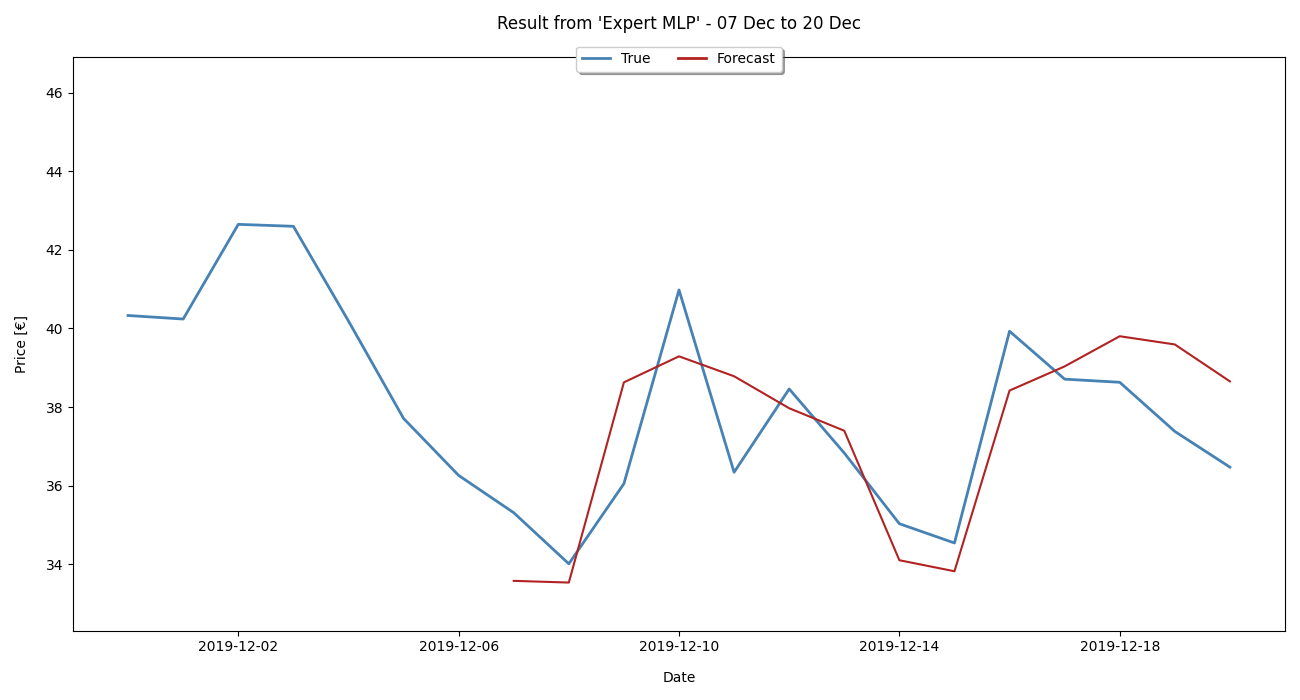 Result from 'Expert MLP' - 07 Dec to 20 Dec
True Forecast
46
44
42
40
38
36
34
Price [€]
2019-12-02 2019-12-06 2019-12-10 2019-12-14 2019-12-18
Date